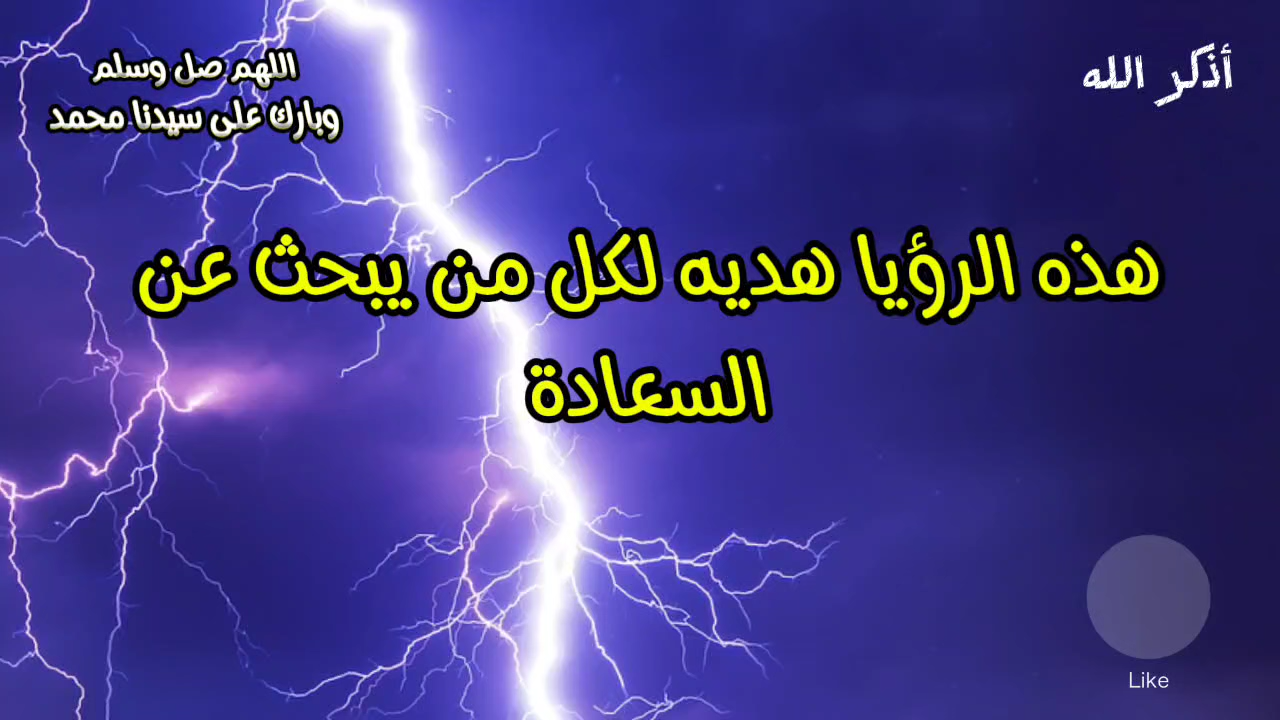 أذكر الله
اللهم صل وسلم
وبارك على سيدنا محمد
هذه الرؤيا هديه لكل من يبحث عن
السعادة
Like